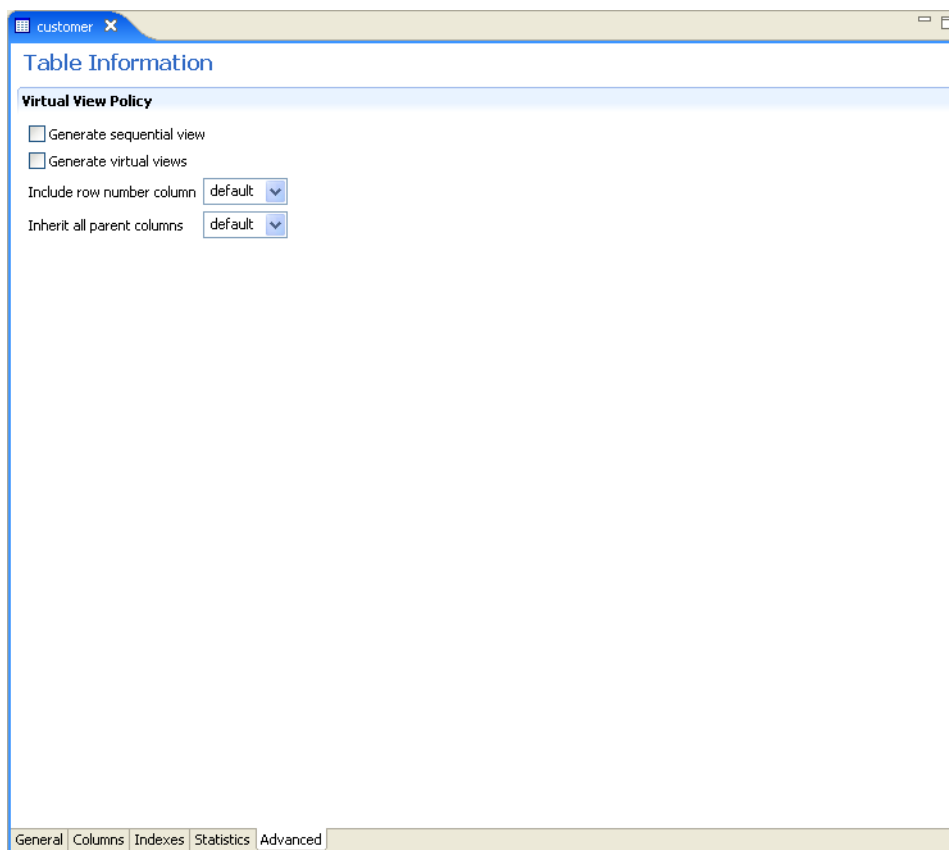 customer
Table Information
Virtual View Policy
Generate sequential view
Generate virtual views
Include row number column default
Inherit all parent columns default
General Columns Indexes Statistics Advanced